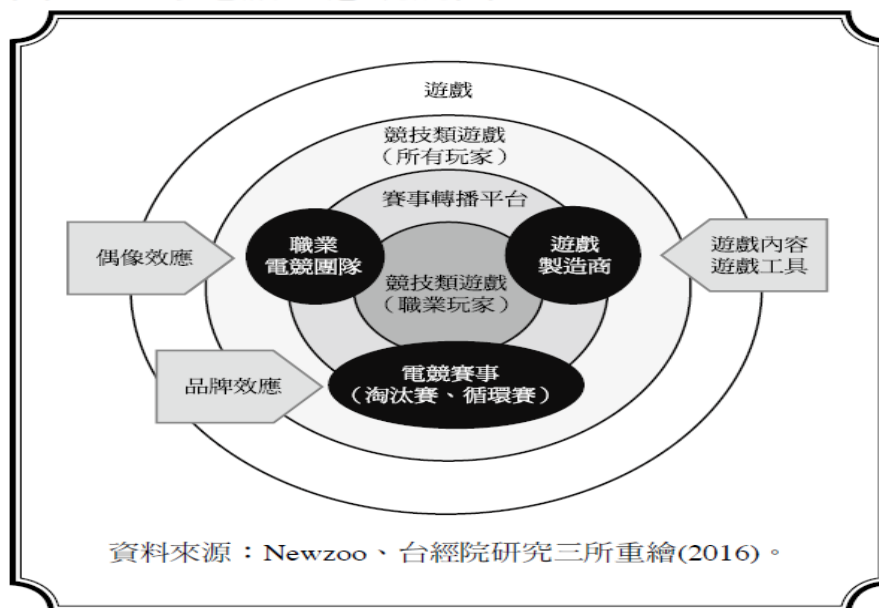 遊戲
競技類遊戲
（所有玩家）
賽事轉播平台
偶像效應
職業
電競團隊
遊戲
製造商
遊戲內容
遊戲工具
競技類遊戲
（職業玩家）
品牌效應
電競賽事
（淘汰賽、循環賽）
資料來源：Newzoo、台經院研究三所重繪(2016)。